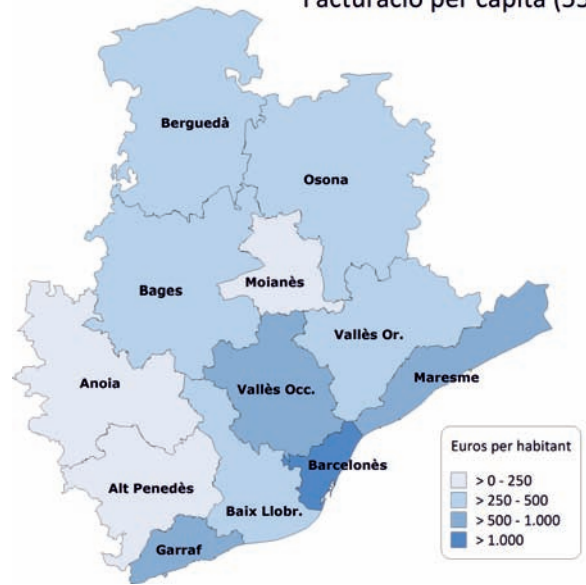 Facturació per càpita (
Berguedà
Osona
Moianès
Bages
Vallès Or.
Anoia
Vallès Occ.
Maresme
Barcelonès
Alt Penedès
Baix Llobr.
Garraf
Euros per habitant
> 0 - 250
> 250 - 500
> 500 - 1.000
> 1.000